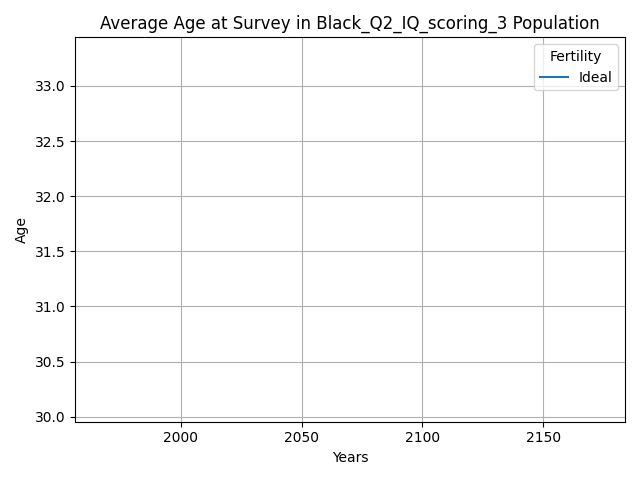 Average Age at Survey in Black_Q2_IQ_scoring_3 Population
Fertility
Ideal
33.0
32.5
32.0
31.5
31.0
30.5
30.0
Age
2000 2050 2100 2150
Years